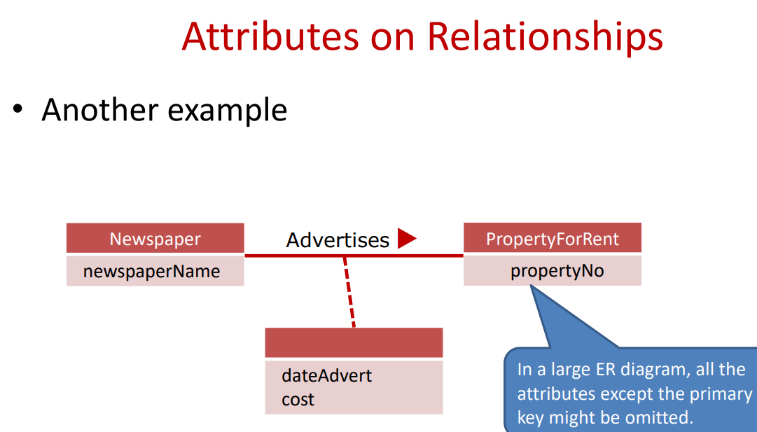 Attributes on Relationships
• Another example
Newspaper
newspaperName
Advertises
PropertyForRent
propertyNo
dateAdvert
cost
In a large ER diagram, all the
attributes except the primary
key might be omitted.